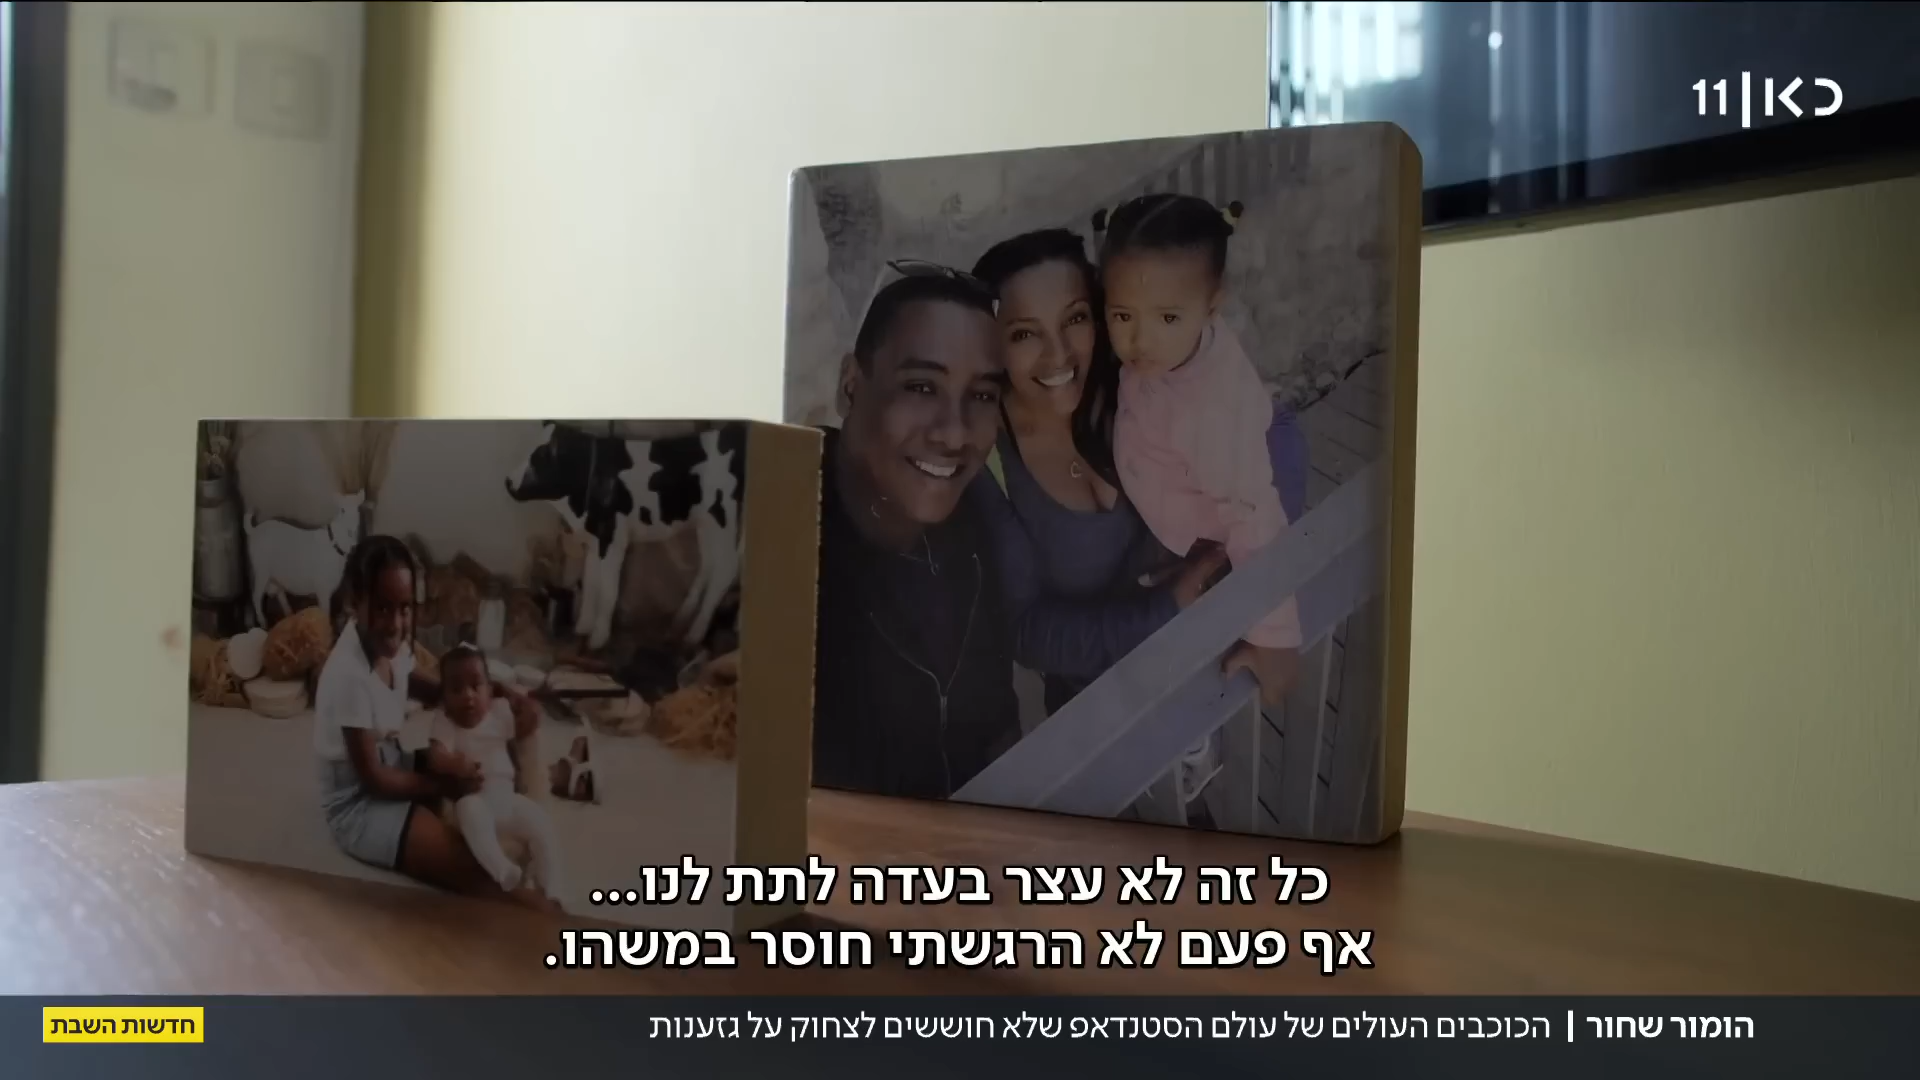 כאן 11
כל זה לא עצר בעדה לתת לנו...
אף פעם לא הרגשתי חוסר במשהו.
הומור שחור | הכוכבים העולים של עולם הסטנדאפ שלא חוששים לצחוק על גזענות
חדשות השבת